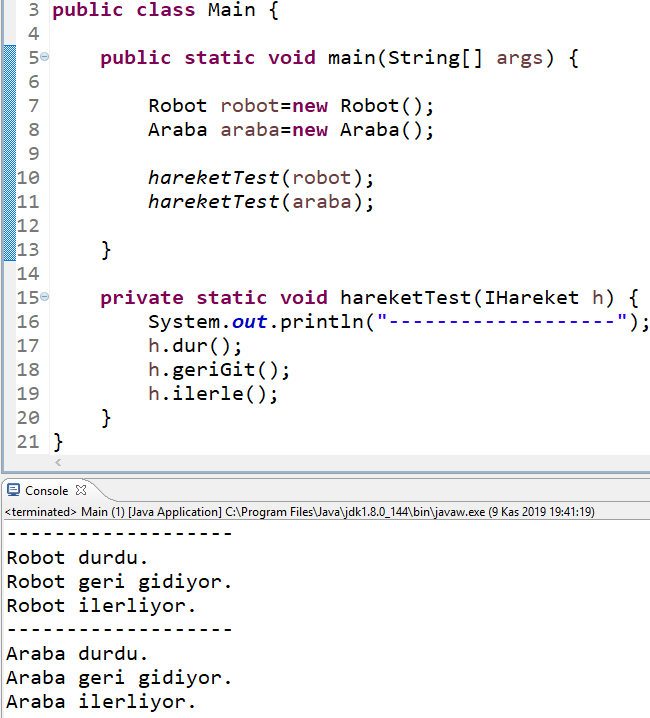 3 public class Main {
4
5 public static void main(String[] args) {
6
7 Robot robot=new Robot();
8 Araba araba=new Araba();
9
10 hareketTest(robot);
11 hareketTest(araba);
12
13 }
14
15 private static void hareketTest(IHareket h) {
16 System.out.println("-------------------");
17 h.dur();
18 h.geriGit();
19 h.ilerle();
20 }
21 }
Console
<terminated> Main (1) [Java Application] C:\Program Files\Java\jdk1.8.0_144\bin\javaw.exe (9 Kas 2019 19:41:19)
-------------------
Robot durdu.
Robot geri gidiyor.
Robot ilerliyor.
-------------------
Araba durdu.
Araba geri gidiyor.
Araba ilerliyor.